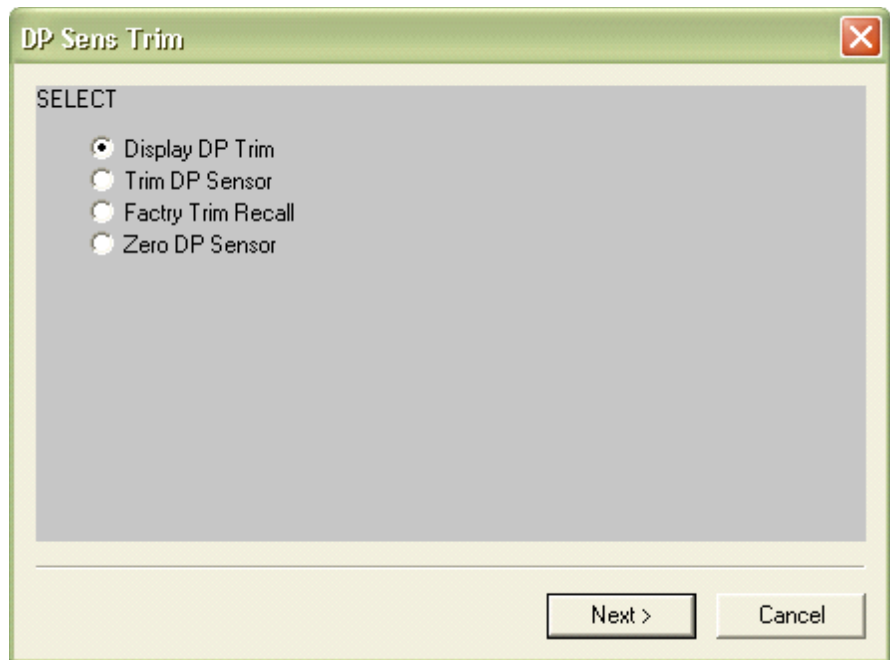 DP Sens Trim
SELECT
Display DP Trim
Trim DP Sensor
Factry Trim Recall
Zero DP Sensor
Next >
Cancel